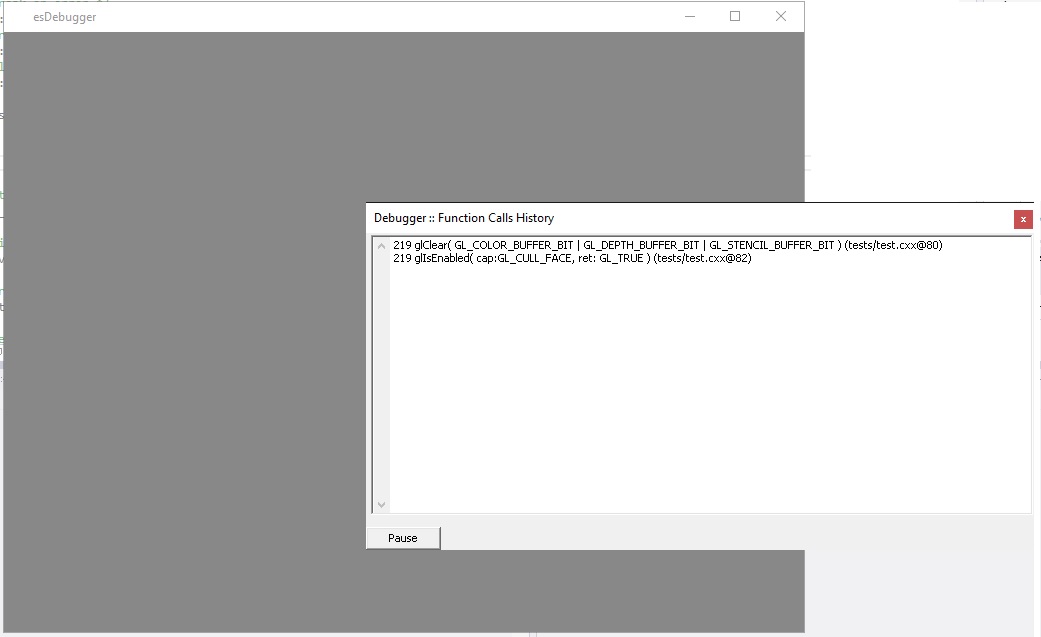 esDebugger
Debugger :: Function Calls History
x
219 glClear( GL_COLOR_BUFFER_BIT | GL_DEPTH_BUFFER_BIT | GL_STENCIL_BUFFER_BIT ) (tests/test.cxx@80)
219 glIsEnabled( cap:GL_CULL_FACE, ret: GL_TRUE ) (tests/test.cxx@82)
Pause